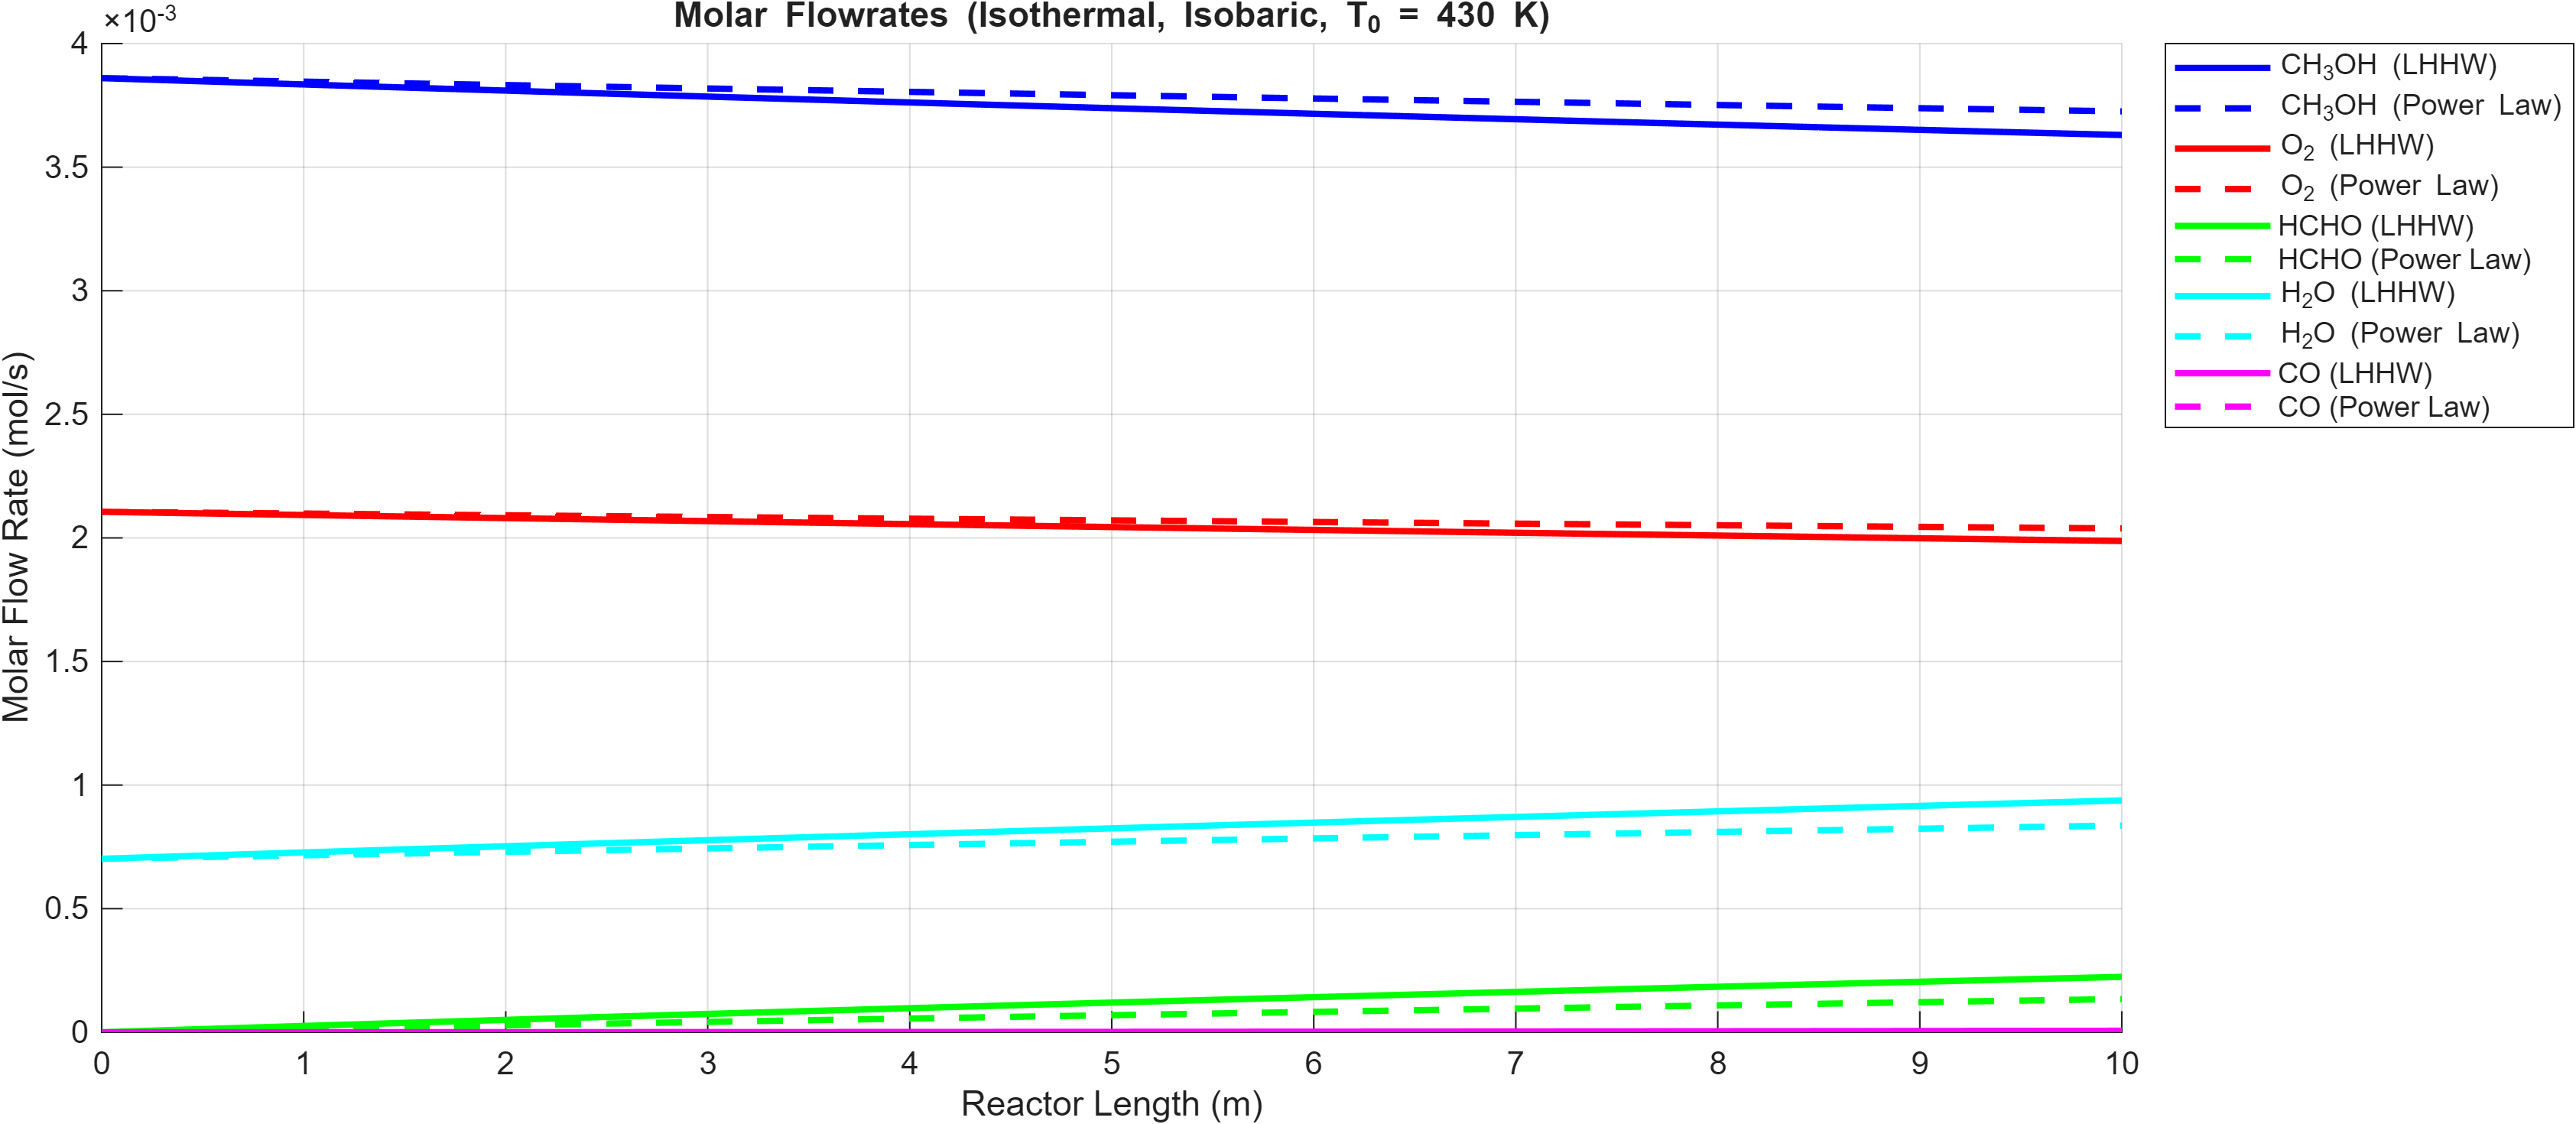 Molar Flowrates (Isothermal, Isobaric, T₀ = 430 K)
×10⁻³
4
3.5
3
2.5
2
1.5
1
0.5
0
Molar Flow Rate (mol/s)
0 1 2 3 4 5 6 7 8 9 10
Reactor Length (m)
CH₃OH (LHHW)
CH₃OH (Power Law)
O₂ (LHHW)
O₂ (Power Law)
HCHO (LHHW)
HCHO (Power Law)
H₂O (LHHW)
H₂O (Power Law)
CO (LHHW)
CO (Power Law)